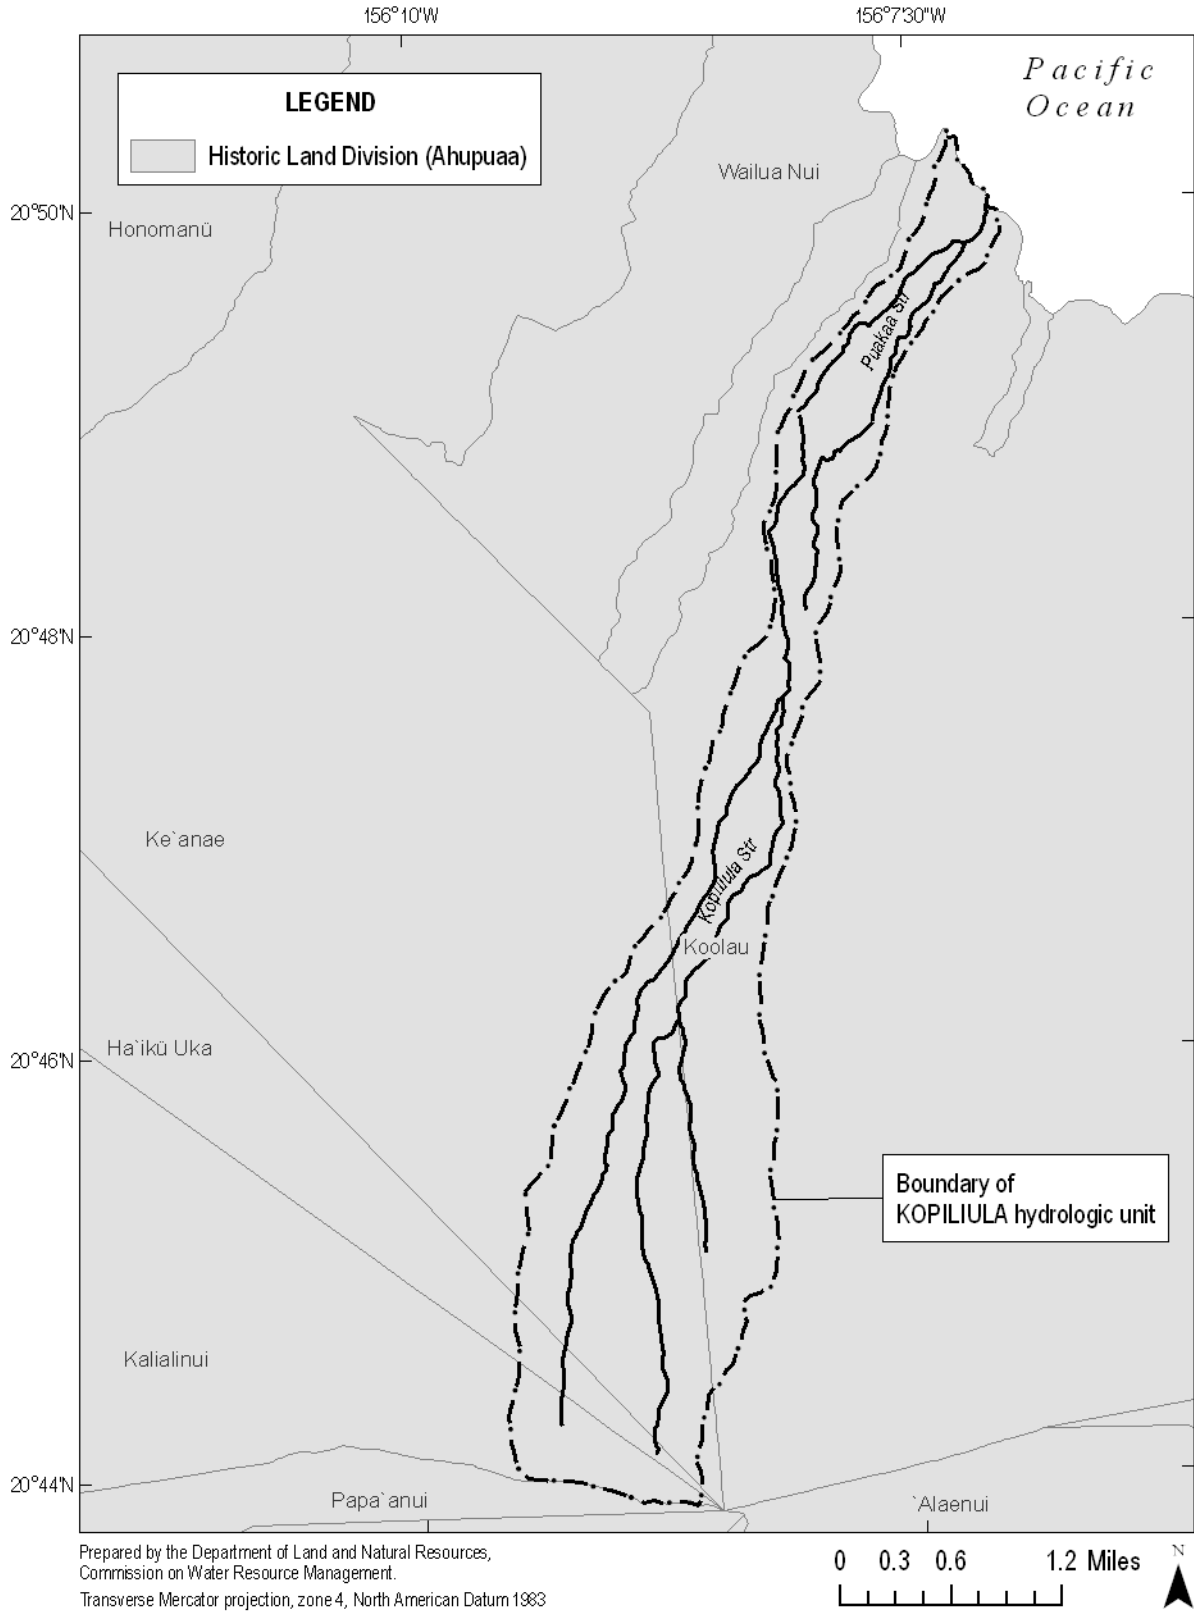 156°10'W
156°7'30"W
Pacific
Ocean
LEGEND
Historic Land Division (Ahupuaa)
Wailua Nui
20°50'N
Honomanū
Puakaa Str
20°48'N
Ke`anae
Kopiliula Str
Koolau
20°46'N
Ha`ikū Uka
Boundary of
KOPILIULA hydrologic unit
Kalialinui
20°44'N
Papa`anui
`Alaenui
Prepared by the Department of Land and Natural Resources,
Commission on Water Resource Management.
Transverse Mercator projection, zone 4, North American Datum 1983
0 0.3 0.6 1.2 Miles
N